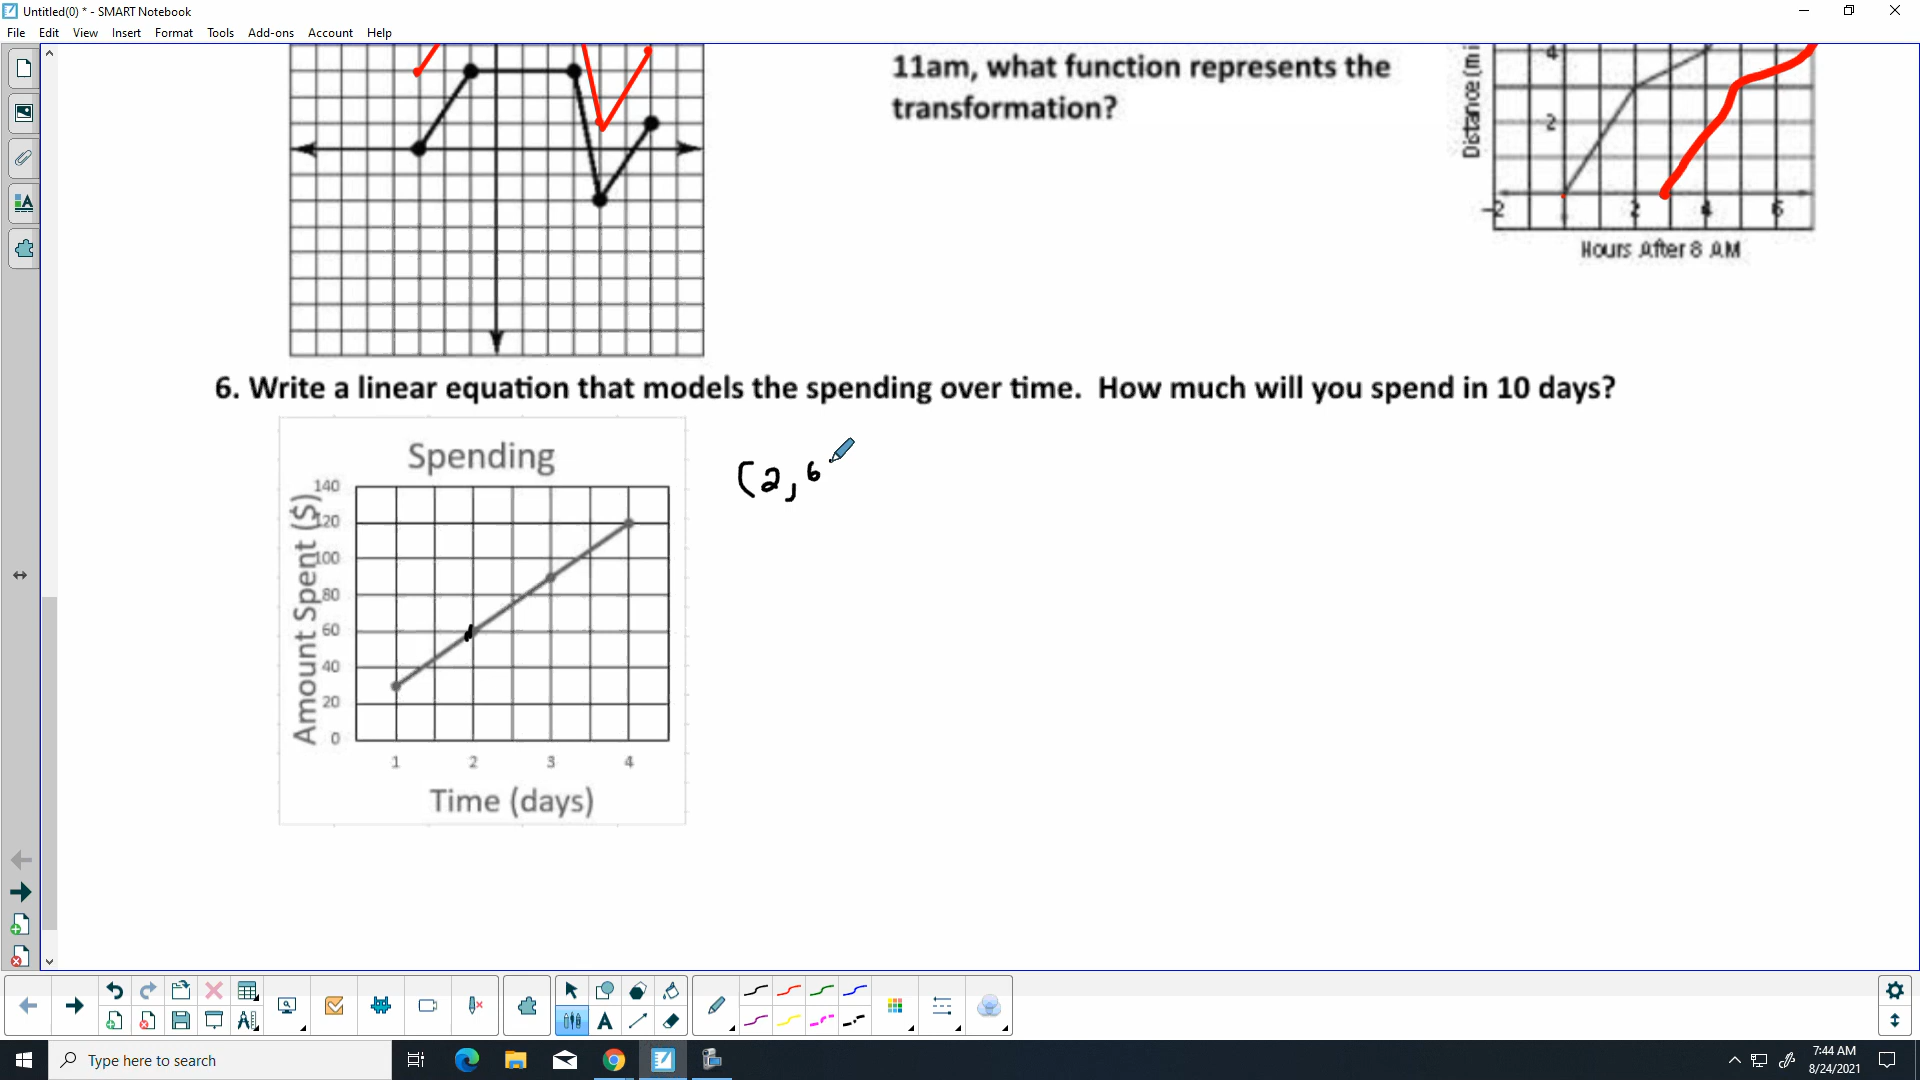 Untitled(0) * - SMART Notebook
File Edit View Insert Format Tools Add-ons Account Help
11am, what function represents the
transformation?
Distance (mi
4
2
-2 2 4 6
Hours After 8 AM
6. Write a linear equation that models the spending over time. How much will you spend in 10 days?
Spending
Amount Spent ($)
140
120
100
80
60
40
20
0
1 2 3 4
Time (days)
(2, 6
Type here to search
7:44 AM
8/24/2021